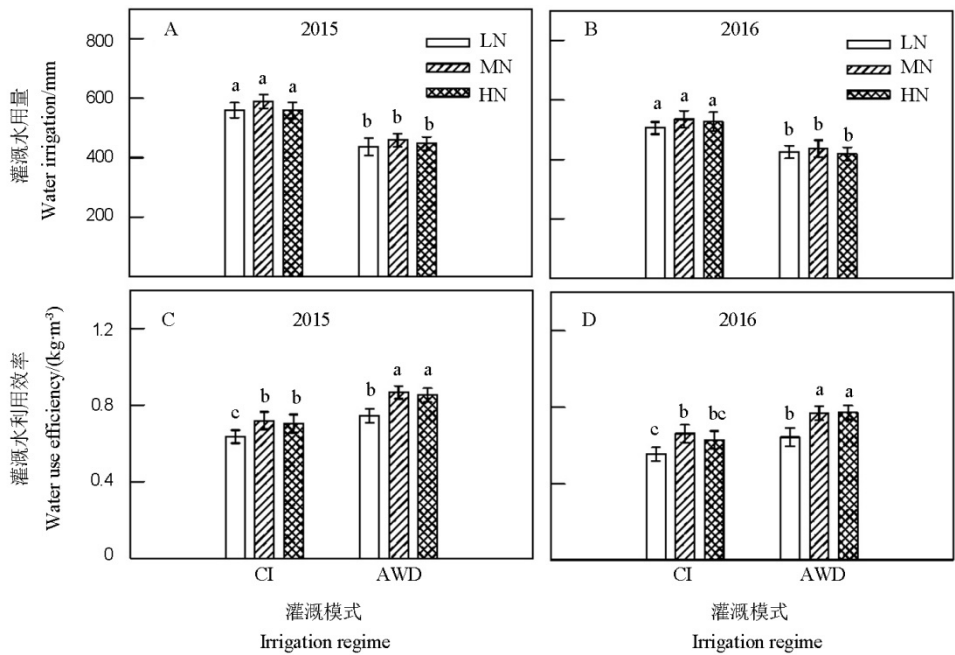 A
2015
LN
MN
HN
a a a
b b b
800
600
400
200
灌溉水用量
Water irrigation/mm
B
2016
LN
MN
HN
a a a
b b b
C
2015
c b b
b a a
1.2
0.8
0.4
0
灌溉水利用效率
Water use efficiency/(kg·m⁻³)
CI AWD
灌溉模式
Irrigation regime
D
2016
c b bc
b a a
CI AWD
灌溉模式
Irrigation regime